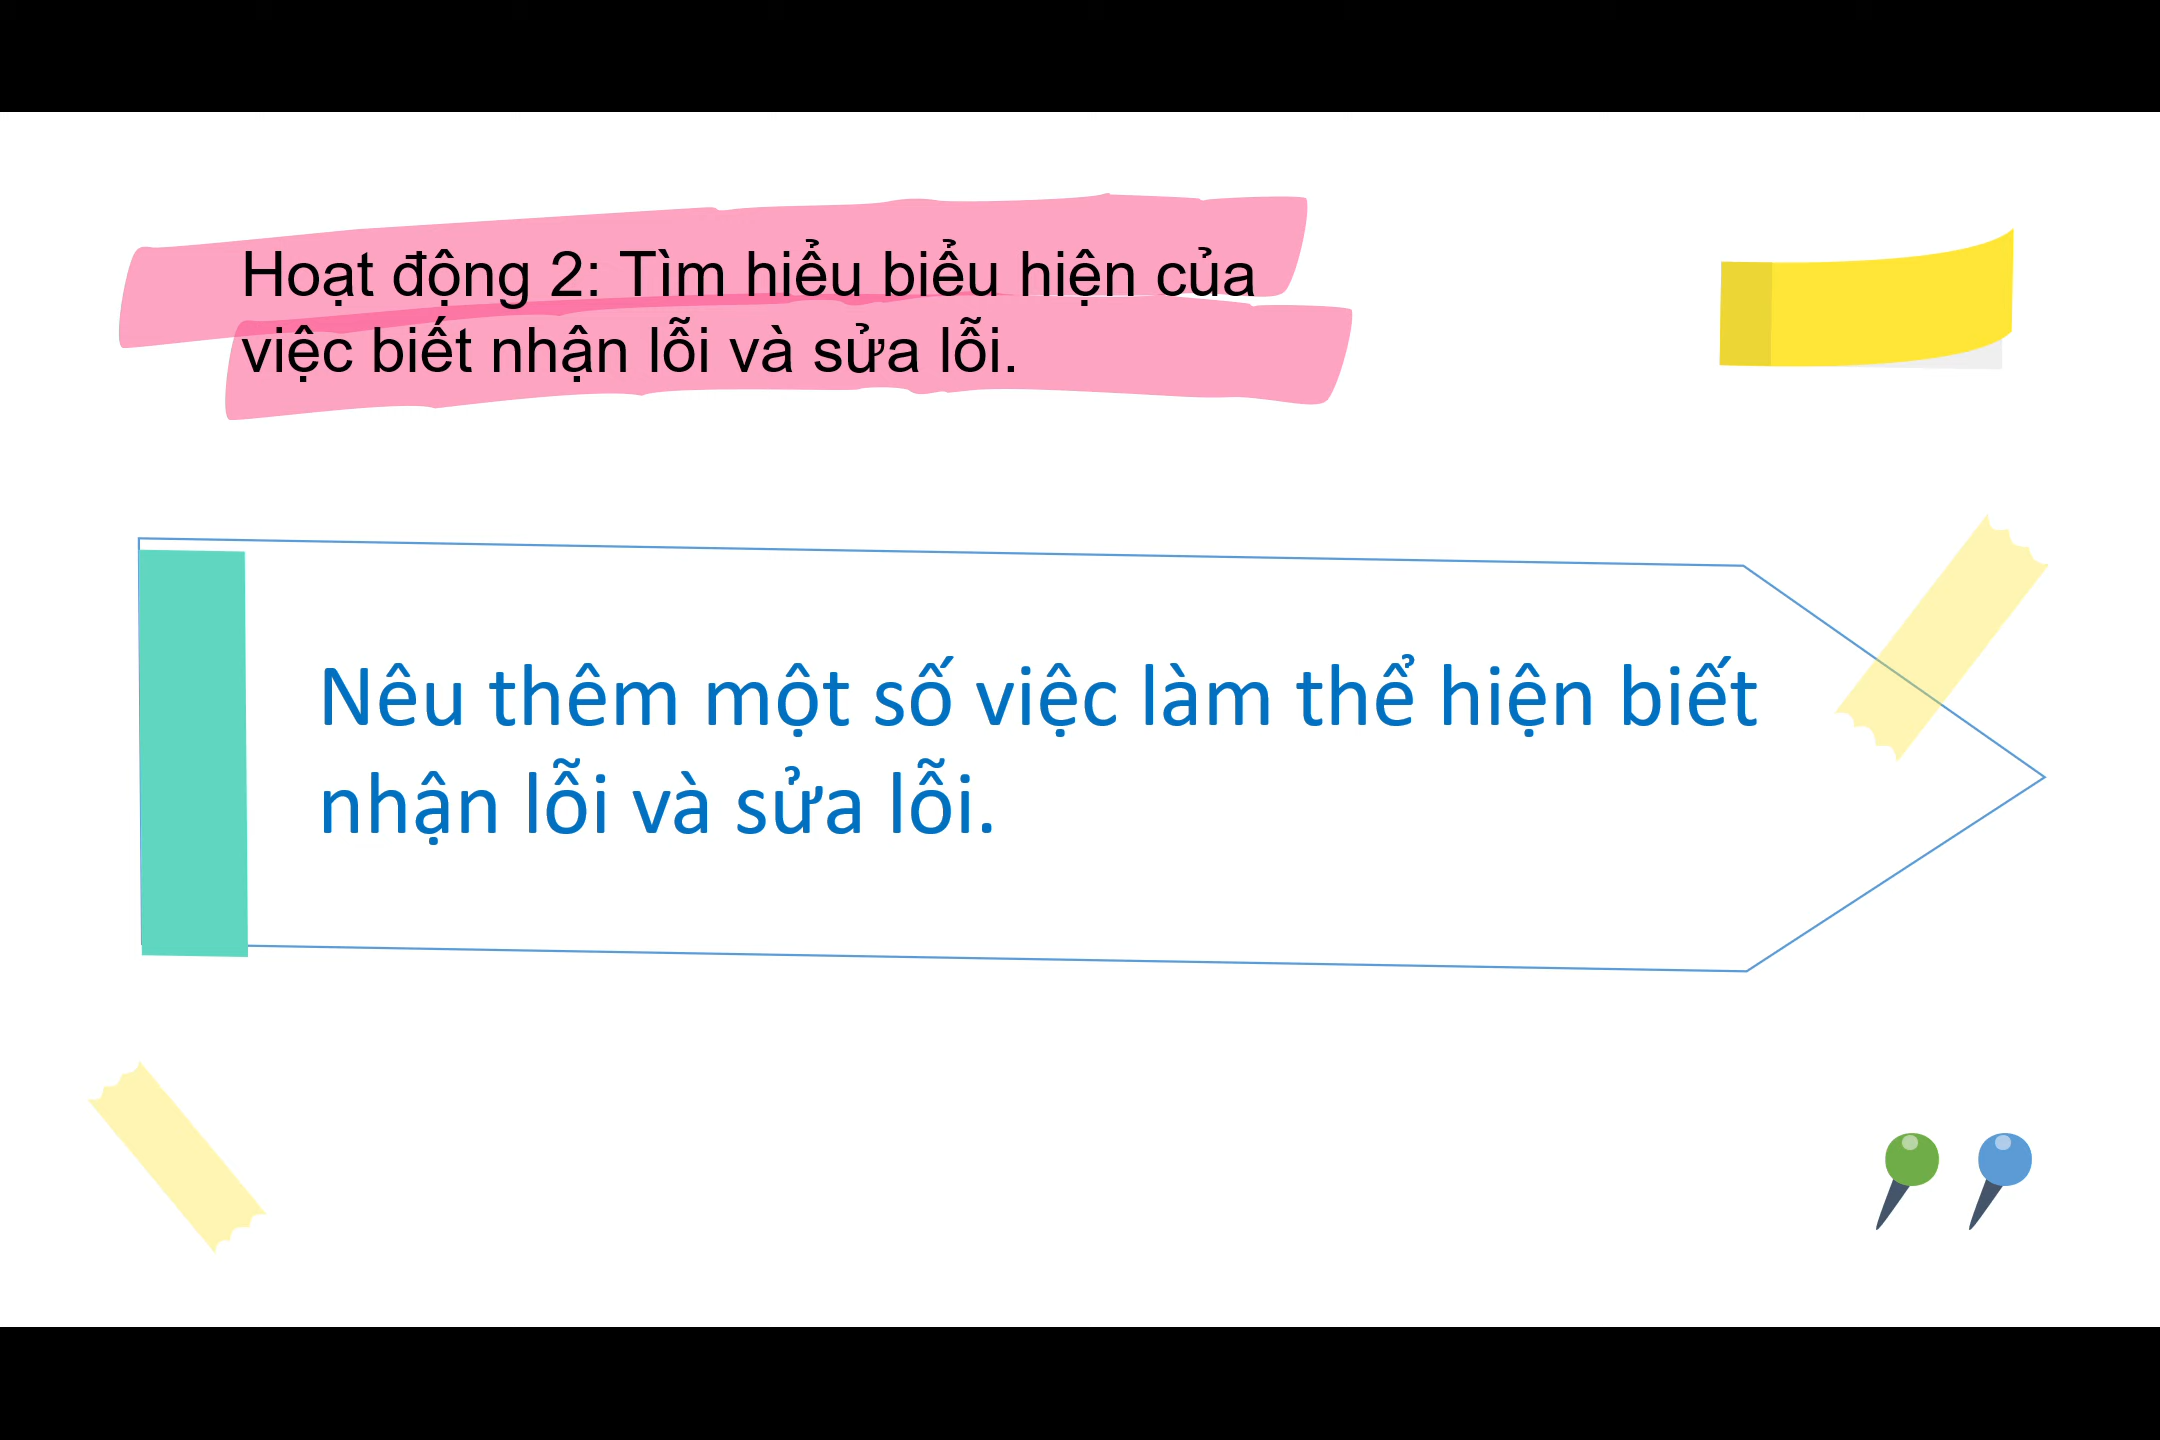 Hoạt động 2: Tìm hiểu biểu hiện của
việc biết nhận lỗi và sửa lỗi.
Nêu thêm một số việc làm thể hiện biết
nhận lỗi và sửa lỗi.